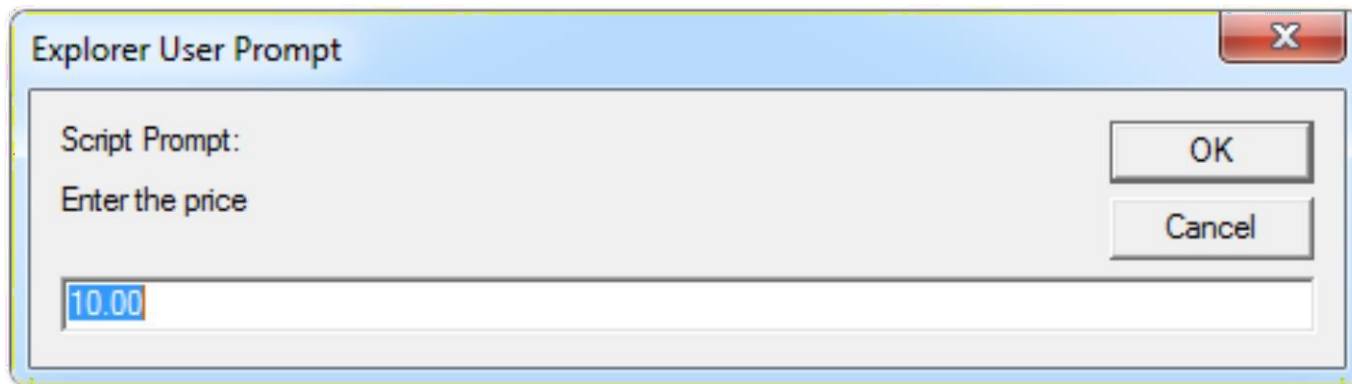 Explorer User Prompt
Script Prompt:
OK
Enter the price
Cancel
10.00